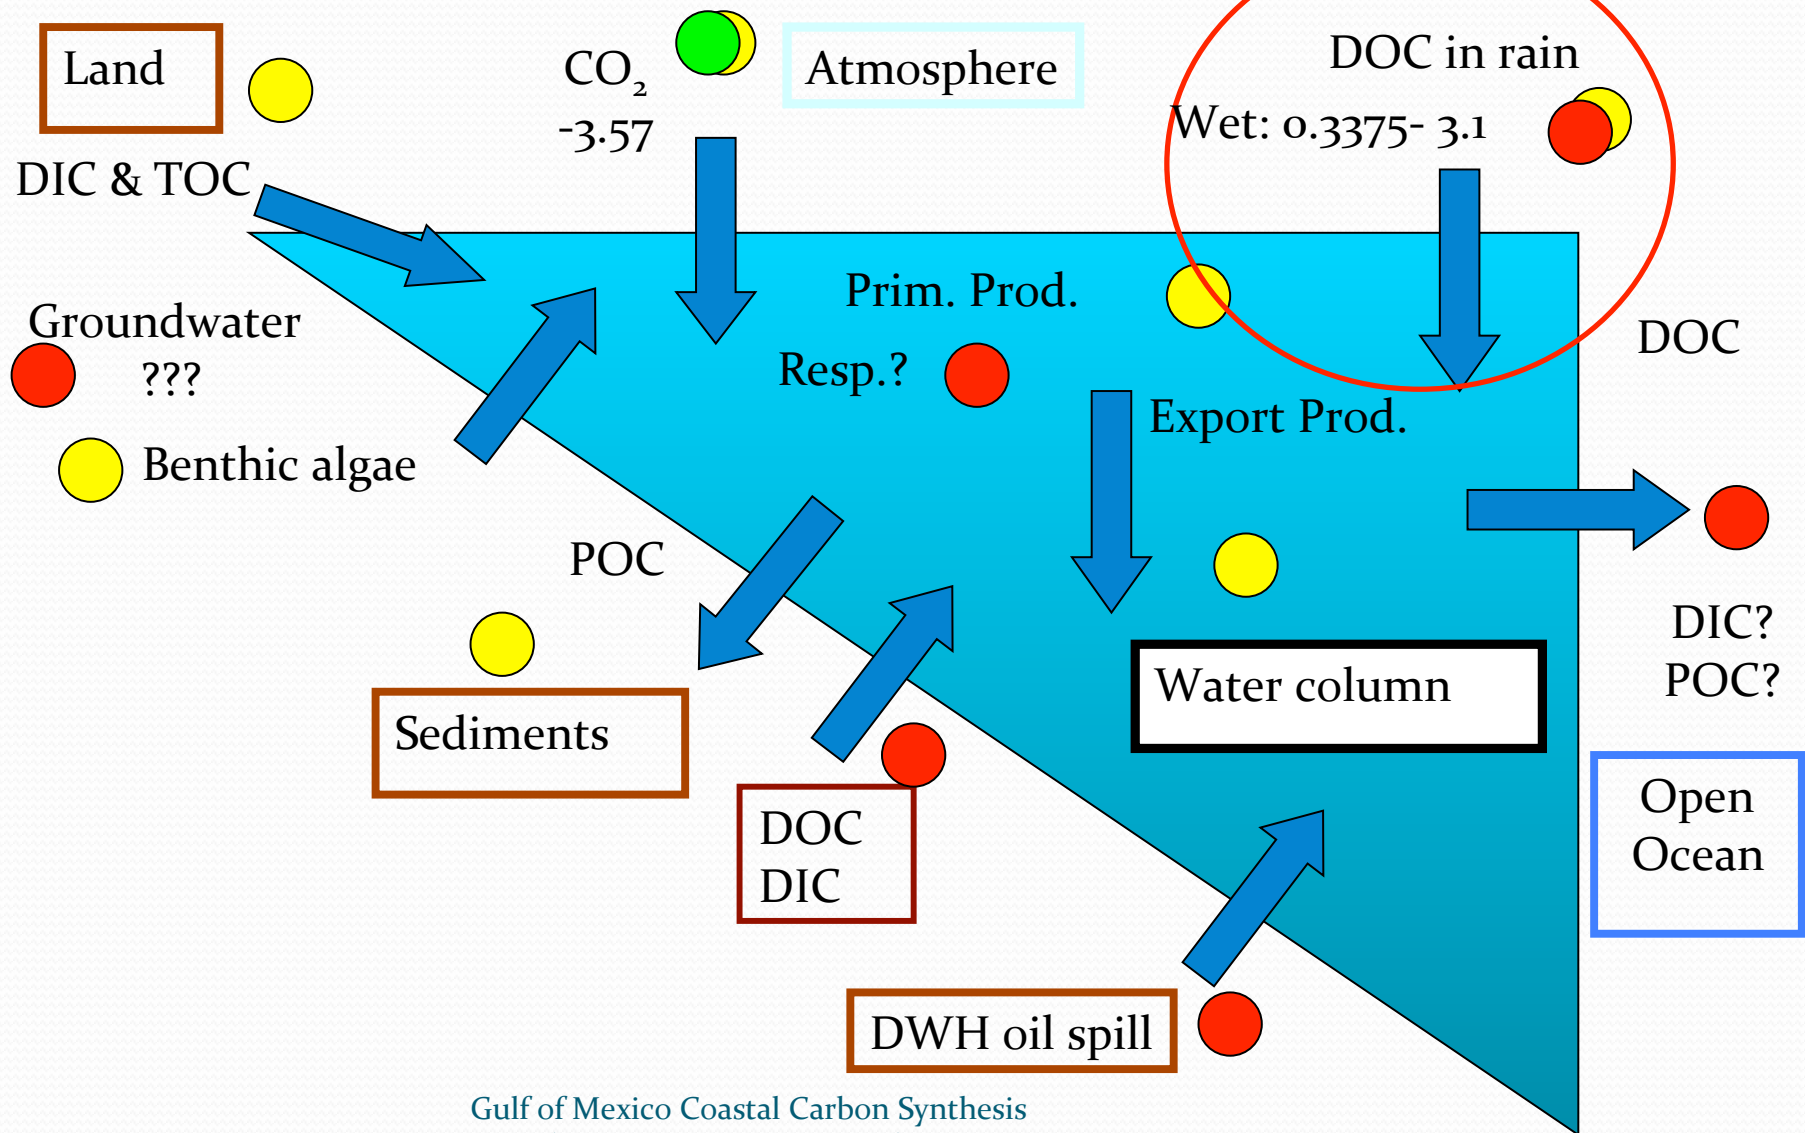 Land
CO₂
-3.57
Atmosphere
DOC in rain
Wet: 0.3375- 3.1
DIC & TOC
Groundwater
???
Benthic algae
Prim. Prod.
Resp.?
Export Prod.
DOC
POC
DIC?
POC?
Water column
Sediments
DOC
DIC
Open
Ocean
DWH oil spill
Gulf of Mexico Coastal Carbon Synthesis